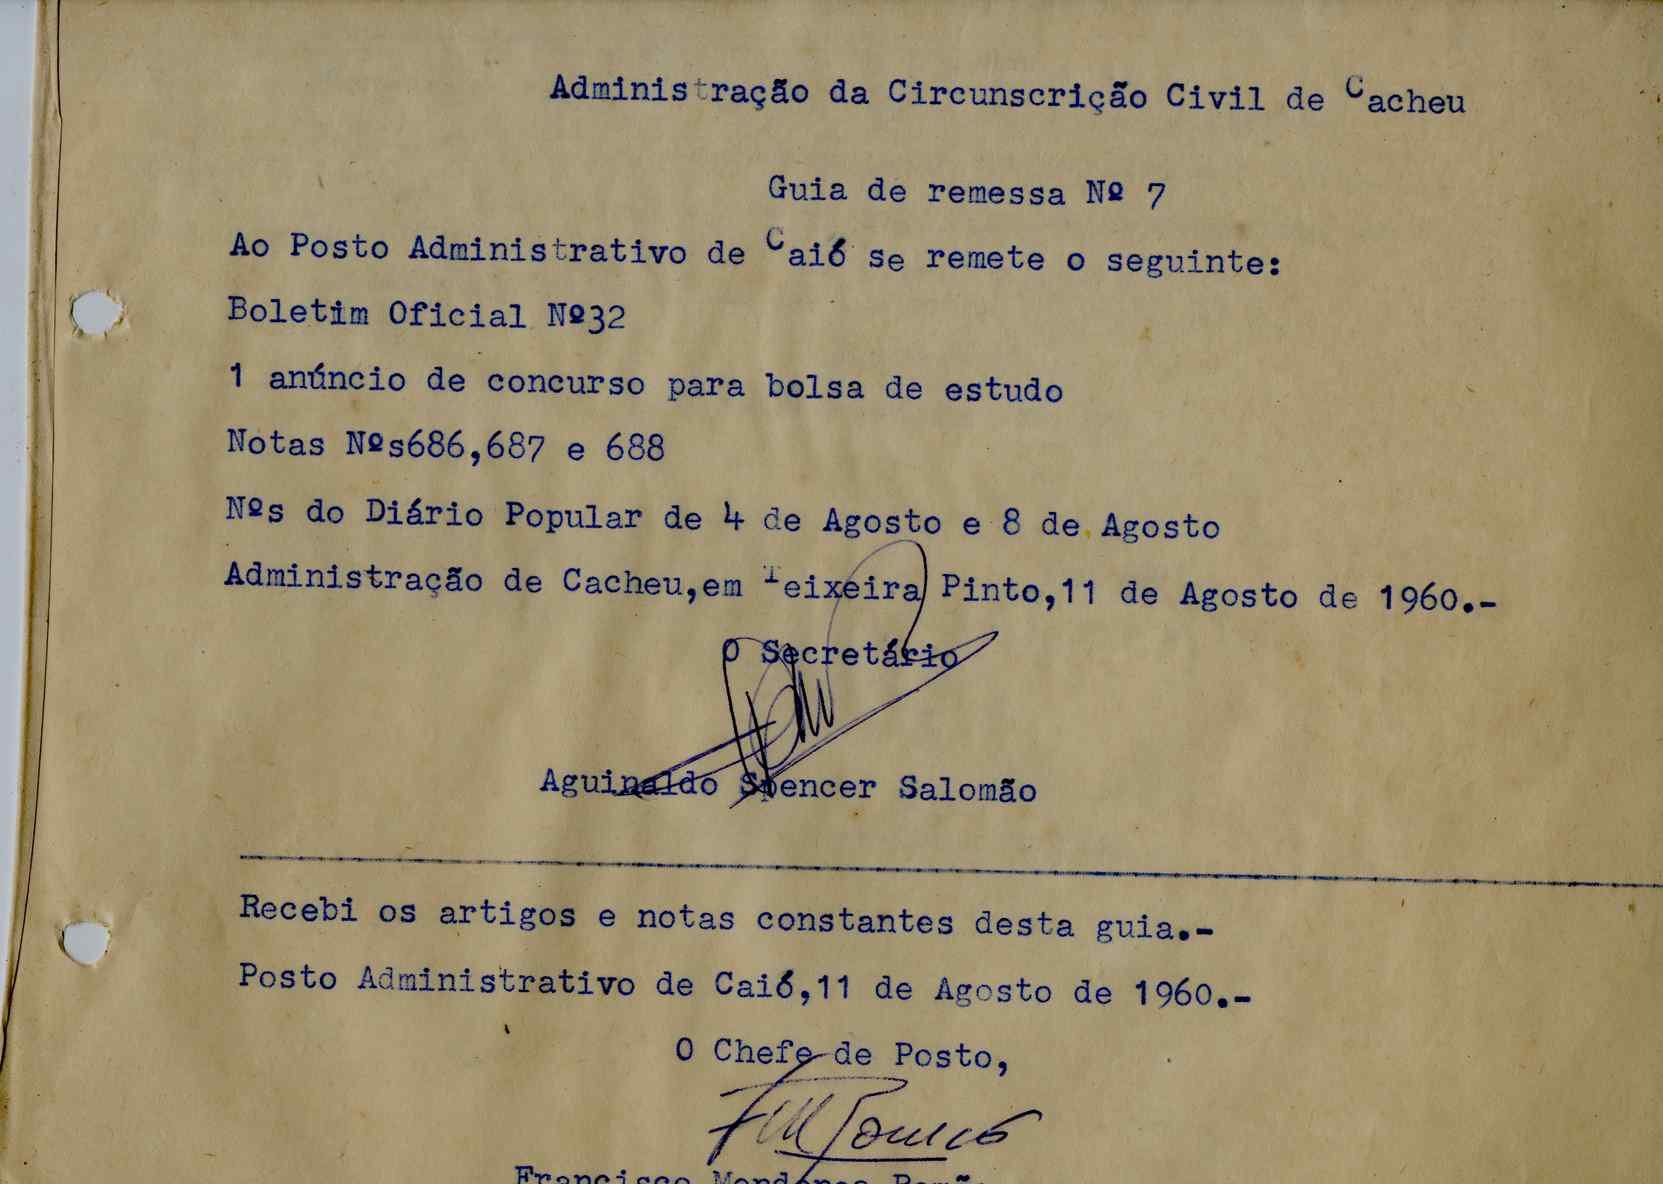 Administração da Circunscrição Civil de Cacheu
Guia de remessa Nº 7
Ao Posto Administrativo de Caió se remete o seguinte:
Boletim Oficial Nº32
1 anúncio de concurso para bolsa de estudo
Notas Nºs686,687 e 688
Nºs do Diário Popular de 4 de Agosto e 8 de Agosto
Administração de Cacheu,em Teixeira Pinto,11 de Agosto de 1960.-
O Secretário
Aguinaldo Spencer Salomão
Recebi os artigos e notas constantes desta guia.-
Posto Administrativo de Caió,11 de Agosto de 1960.-
O Chefe de Posto,
Francisco Mendonça